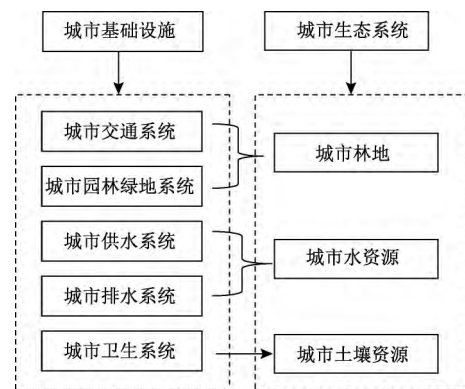 城市基础设施
城市生态系统
城市交通系统
城市园林绿地系统
城市供水系统
城市排水系统
城市卫生系统
城市林地
城市水资源
城市土壤资源